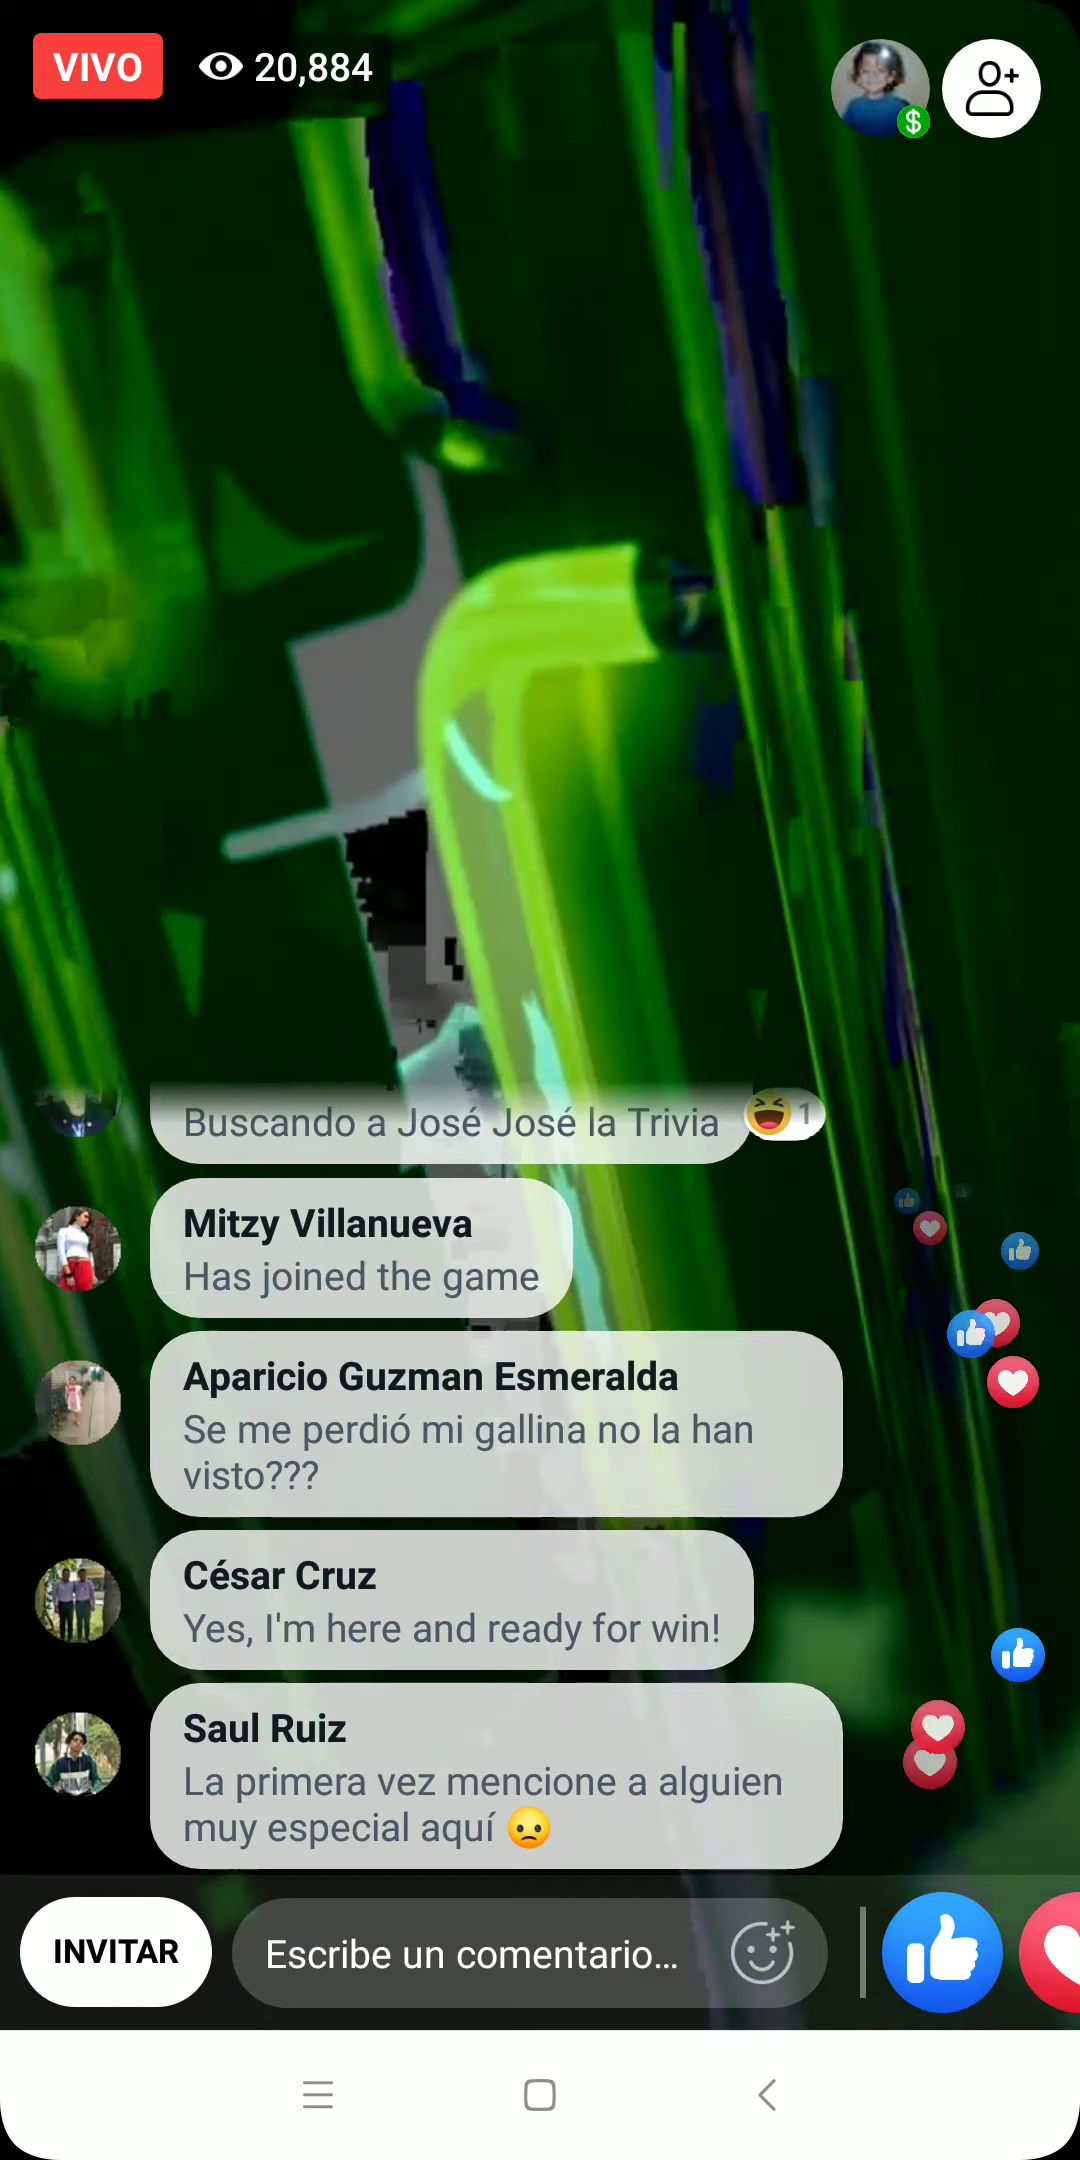 VIVO
20,884
$
Buscando a José José la Trivia
1
Mitzy Villanueva
Has joined the game
Aparicio Guzman Esmeralda
Se me perdió mi gallina no la han
visto???
César Cruz
Yes, I'm here and ready for win!
Saul Ruiz
La primera vez mencione a alguien
muy especial aquí 😞
INVITAR
Escribe un comentario...